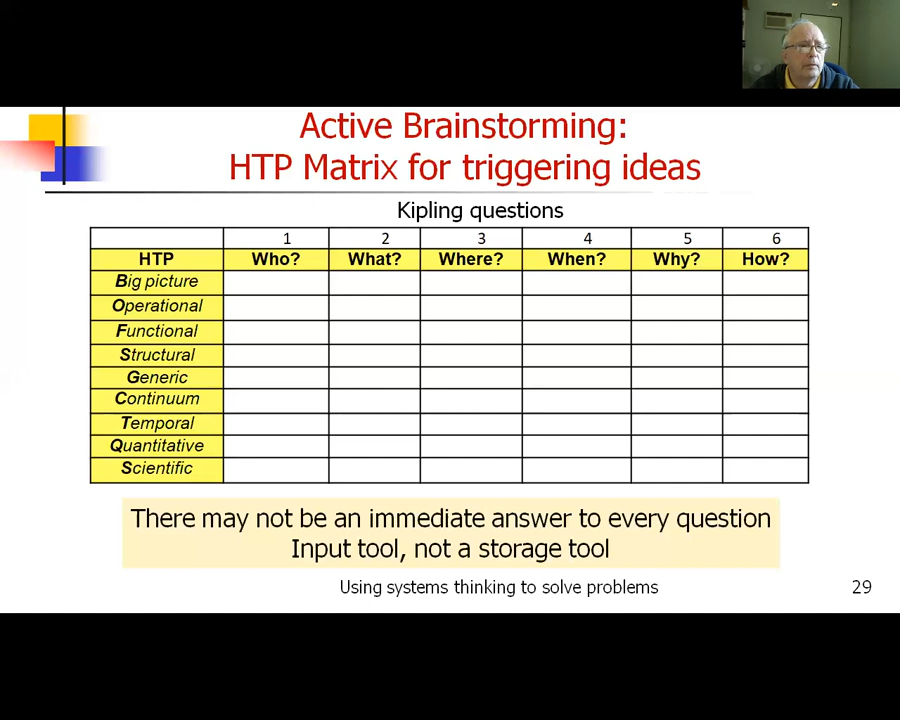 Active Brainstorming:
HTP Matrix for triggering ideas
Kipling questions
1 2 3 4 5 6
HTP Who? What? Where? When? Why? How?
Big picture
Operational
Functional
Structural
Generic
Continuum
Temporal
Quantitative
Scientific
There may not be an immediate answer to every question
Input tool, not a storage tool
Using systems thinking to solve problems 29